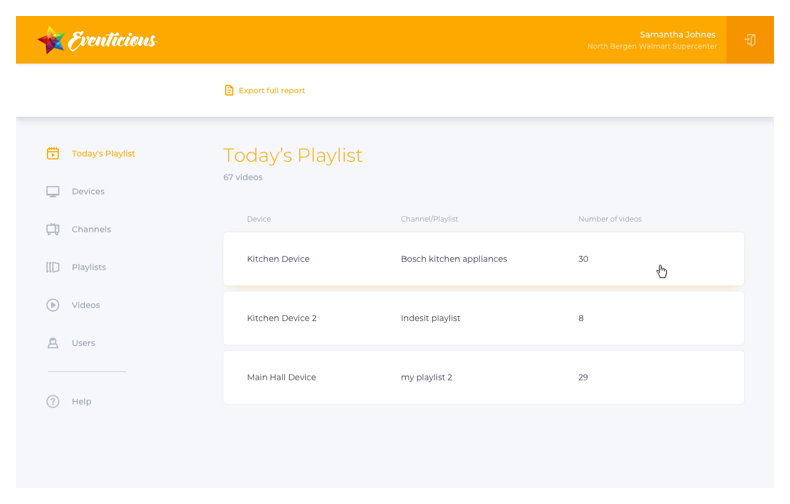 Eventicious
Samantha Johnes
North Bergen Walmart Supercenter
Export full report
Today's Playlist
Devices
Channels
Playlists
Videos
Users
Help
Today's Playlist
67 videos
Device Channel/Playlist Number of videos
Kitchen Device Bosch kitchen appliances 30
Kitchen Device 2 Indesit playlist 8
Main Hall Device my playlist 2 29